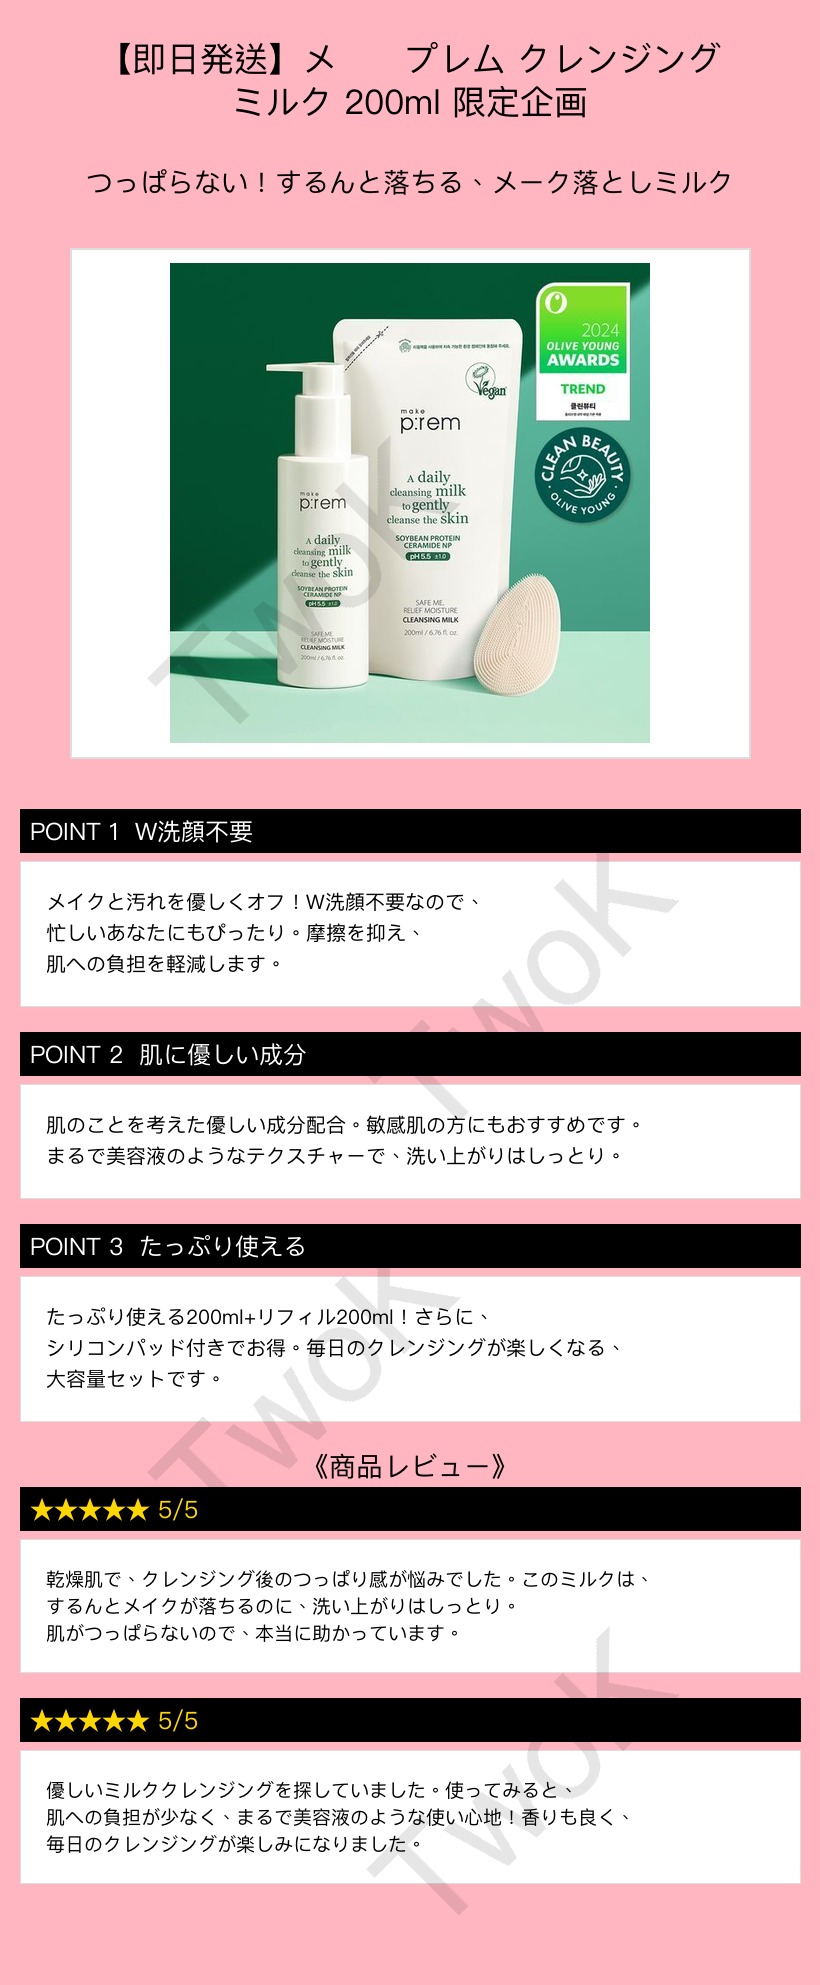 【即日発送】メ　　プレム クレンジング
ミルク 200ml 限定企画
つっぱらない！するんと落ちる、メーク落としミルク
2024
OLIVE YOUNG
AWARDS
TREND
클린뷰티
CLEAN BEAUTY
OLIVE YOUNG
Vegan
make
p:rem
A daily
cleansing milk
to gently
cleanse the skin
SOYBEAN PROTEIN
CERAMIDE NP
pH 5.5 ±1.0
SAFE ME.
RELIEF MOISTURE
CLEANSING MILK
200ml / 6.76 fl. oz.
make
p:rem
A daily
cleansing milk
to gently
cleanse the skin
SOYBEAN PROTEIN
CERAMIDE NP
pH 5.5 ±1.0
SAFE ME.
RELIEF MOISTURE
CLEANSING MILK
200ml / 6.76 fl. oz.
TwoK
POINT 1 W洗顔不要
メイクと汚れを優しくオフ！W洗顔不要なので、
忙しいあなたにもぴったり。摩擦を抑え、
肌への負担を軽減します。
TwoK
POINT 2 肌に優しい成分
肌のことを考えた優しい成分配合。敏感肌の方にもおすすめです。
まるで美容液のようなテクスチャーで、洗い上がりはしっとり。
POINT 3 たっぷり使える
たっぷり使える200ml+リフィル200ml！さらに、
シリコンパッド付きでお得。毎日のクレンジングが楽しくなる、
大容量セットです。
TwoK
《商品レビュー》
★★★★★ 5/5
乾燥肌で、クレンジング後のつっぱり感が悩みでした。このミルクは、
するんとメイクが落ちるのに、洗い上がりはしっとり。
肌がつっぱらないので、本当に助かっています。
★★★★★ 5/5
優しいミルククレンジングを探していました。使ってみると、
肌への負担が少なく、まるで美容液のような使い心地！香りも良く、
毎日のクレンジングが楽しみになりました。
TwoK